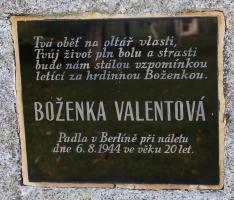 Tvá oběť na oltář vlasti,
Tvůj život pln bolu a strasti
bude nám stálou vzpomínkou
letící za hrdinnou Boženkou.
BOŽENKA VALENTOVÁ
Padla v Berlíně při náletu
dne 6.8.1944 ve věku 20 let.